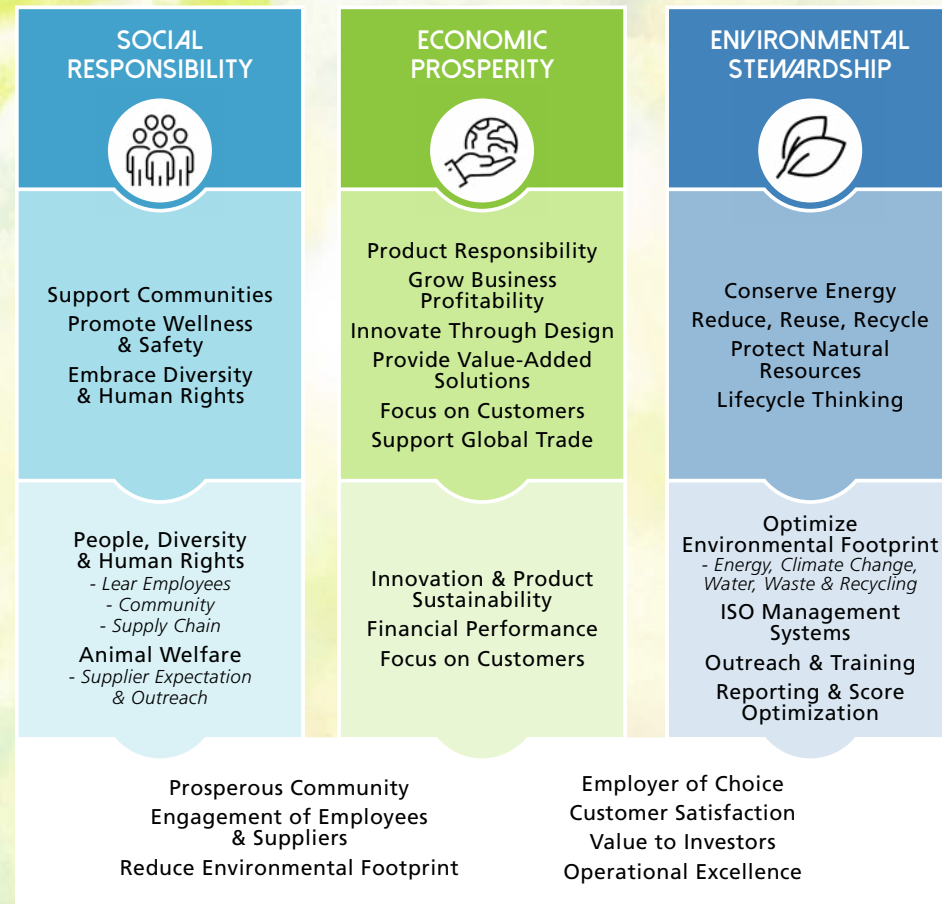 SOCIAL
RESPONSIBILITY
Support Communities
Promote Wellness
& Safety
Embrace Diversity
& Human Rights
People, Diversity
& Human Rights
- Lear Employees
- Community
- Supply Chain
Animal Welfare
- Supplier Expectation
& Outreach
ECONOMIC
PROSPERITY
Product Responsibility
Grow Business
Profitability
Innovate Through Design
Provide Value-Added
Solutions
Focus on Customers
Support Global Trade
Innovation & Product
Sustainability
Financial Performance
Focus on Customers
ENVIRONMENTAL
STEWARDSHIP
Conserve Energy
Reduce, Reuse, Recycle
Protect Natural
Resources
Lifecycle Thinking
Optimize
Environmental Footprint
- Energy, Climate Change,
Water, Waste & Recycling
ISO Management
Systems
Outreach & Training
Reporting & Score
Optimization
Prosperous Community
Engagement of Employees
& Suppliers
Reduce Environmental Footprint
Employer of Choice
Customer Satisfaction
Value to Investors
Operational Excellence